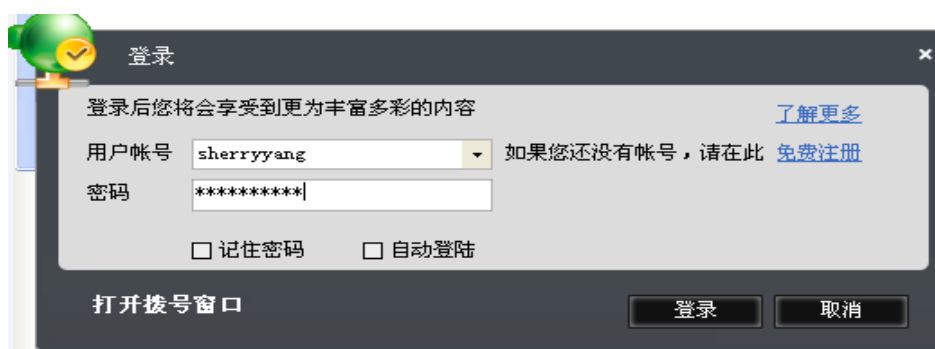 登录
登录后您将会享受到更为丰富多彩的内容 了解更多
用户帐号 sherryyang 如果您还没有帐号，请在此 免费注册
密码 **********
记住密码 自动登陆
打开拨号窗口 登录 取消